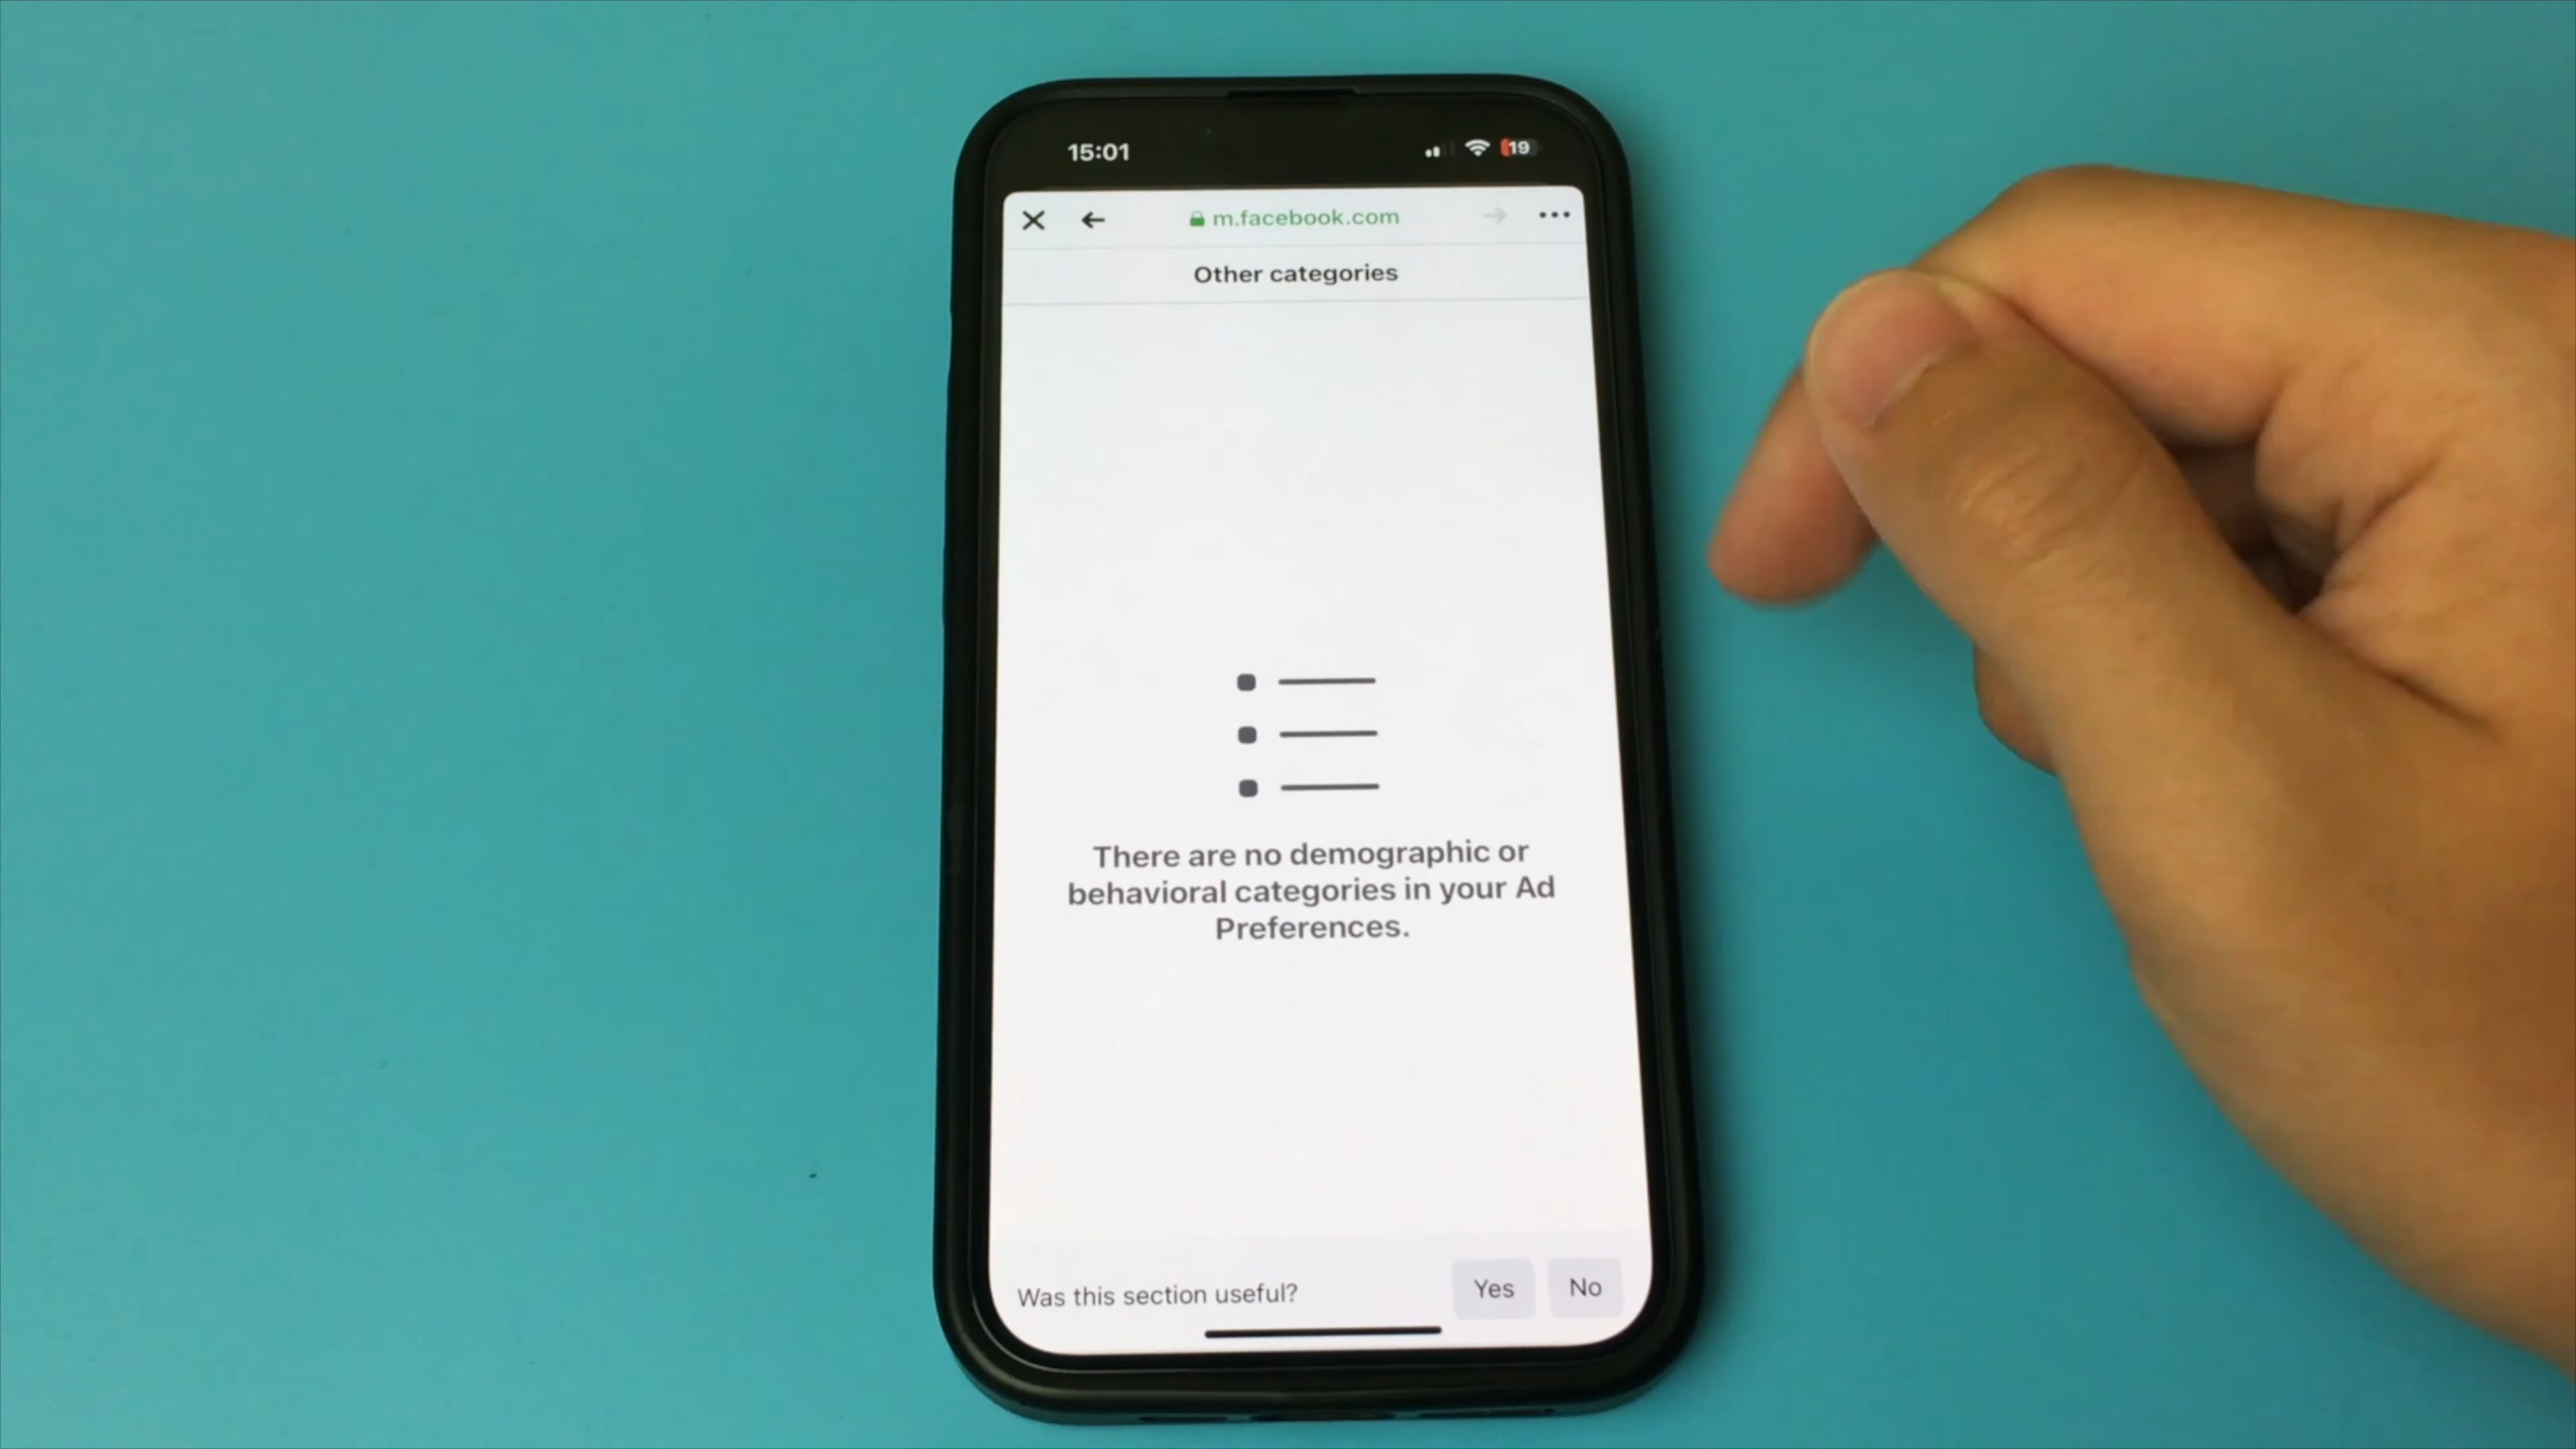 15:01
19
m.facebook.com
Other categories
There are no demographic or
behavioral categories in your Ad
Preferences.
Was this section useful?
Yes
No